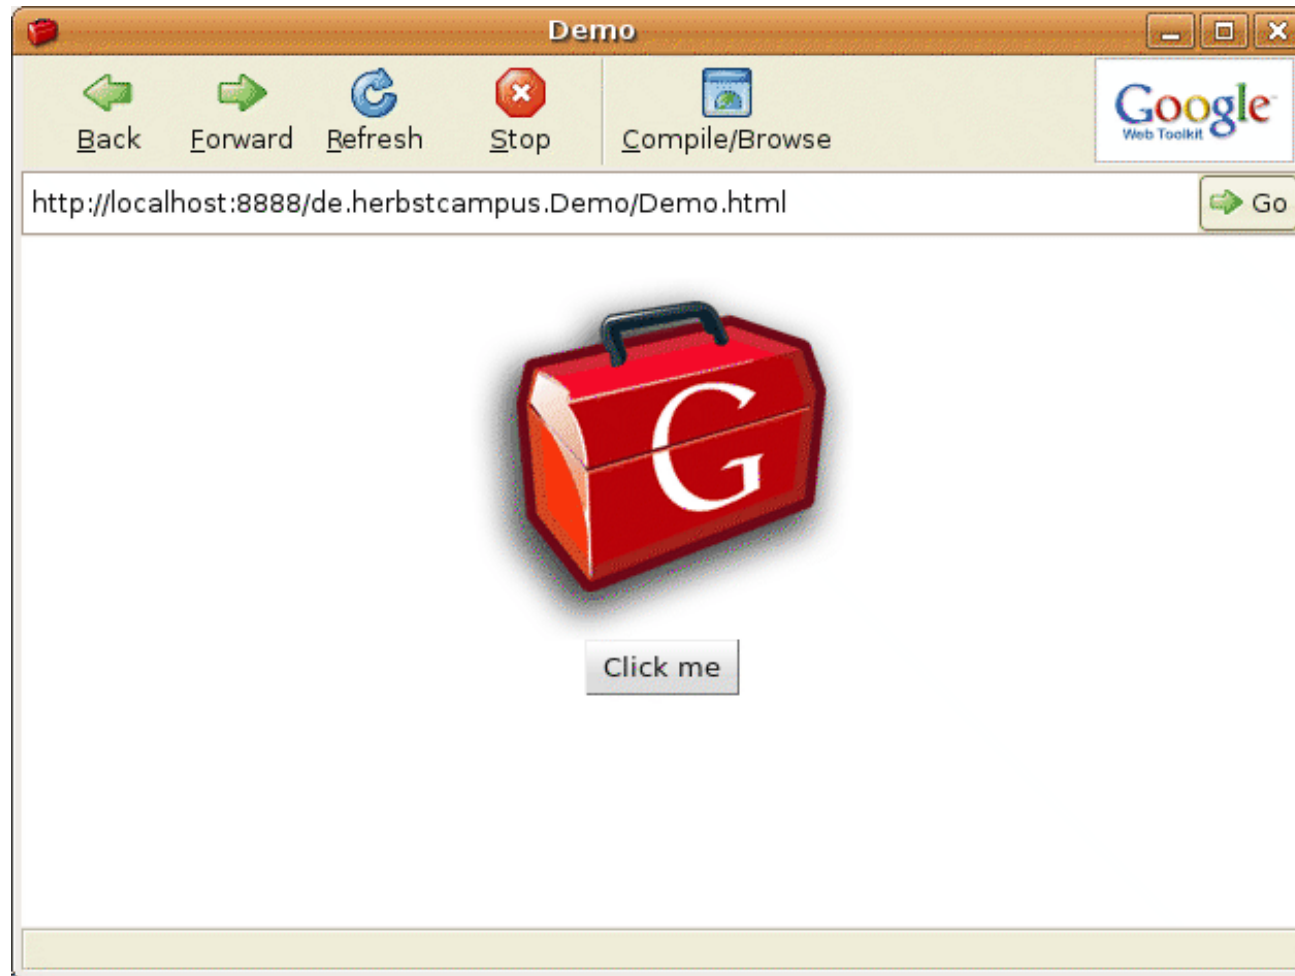 Demo
Back Forward Refresh Stop Compile/Browse
Google
Web Toolkit
http://localhost:8888/de.herbstcampus.Demo/Demo.html Go
G
Click me